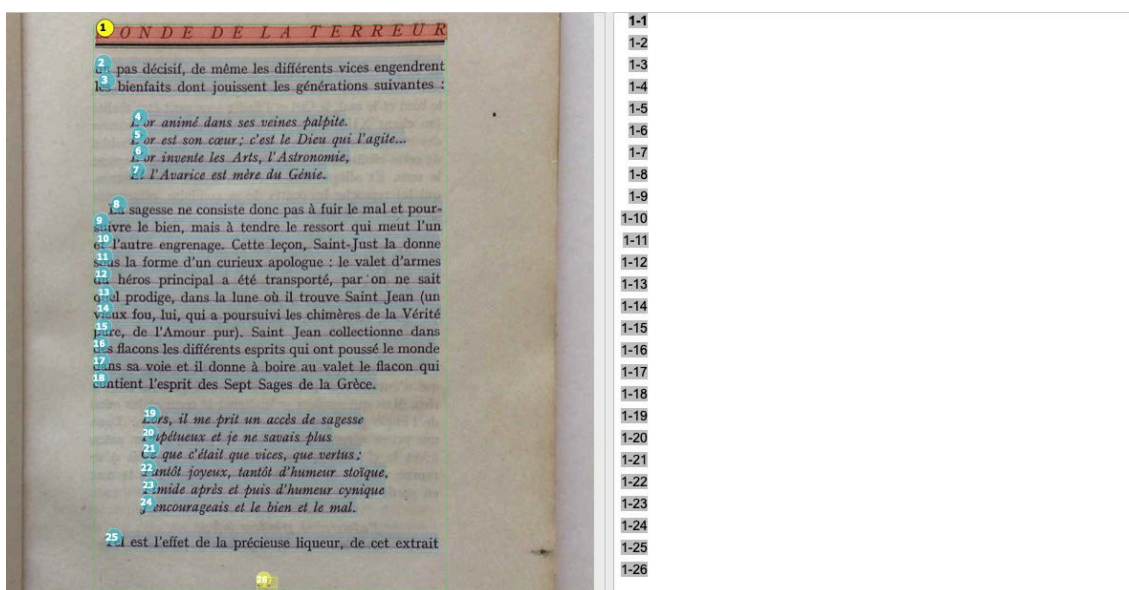 MONDE DE LA TERREUR
un pas décisif, de même les différents vices engendrent
les bienfaits dont jouissent les générations suivantes :
L'or animé dans ses veines palpite.
L'or est son cœur ; c'est le Dieu qui l'agite...
L'or invente les Arts, l'Astronomie,
Et l'Avarice est mère du Génie.
La sagesse ne consiste donc pas à fuir le mal et pour-
suivre le bien, mais à tendre le ressort qui meut l'un
et l'autre engrenage. Cette leçon, Saint-Just la donne
sous la forme d'un curieux apologue : le valet d'armes
du héros principal a été transporté, par on ne sait
quel prodige, dans la lune où il trouve Saint Jean (un
vieux fou, lui, qui a poursuivi les chimères de la Vérité
pure, de l'Amour pur). Saint Jean collectionne dans
des flacons les différents esprits qui ont poussé le monde
dans sa voie et il donne à boire au valet le flacon qui
contient l'esprit des Sept Sages de la Grèce.
Lors, il me prit un accès de sagesse
Impétueux et je ne savais plus
Ce que c'était que vices, que vertus ;
Tantôt joyeux, tantôt d'humeur stoïque,
Timide après et puis d'humeur cynique
J'encourageais et le bien et le mal.
Tel est l'effet de la précieuse liqueur, de cet extrait
1-1
1-2
1-3
1-4
1-5
1-6
1-7
1-8
1-9
1-10
1-11
1-12
1-13
1-14
1-15
1-16
1-17
1-18
1-19
1-20
1-21
1-22
1-23
1-24
1-25
1-26